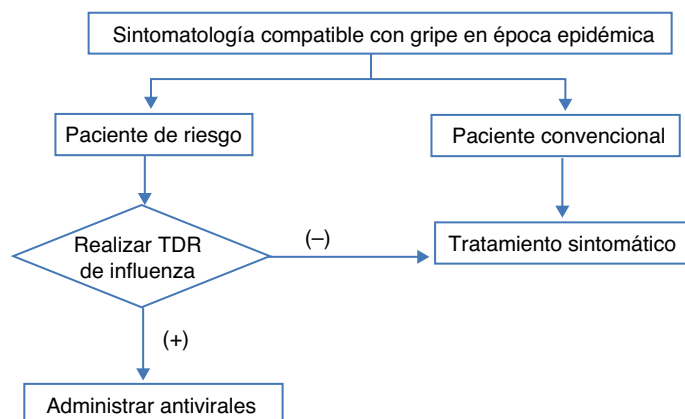 Sintomatología compatible con gripe en época epidémica
Paciente de riesgo
Paciente convencional
Realizar TDR
de influenza
(–)
Tratamiento sintomático
(+)
Administrar antivirales